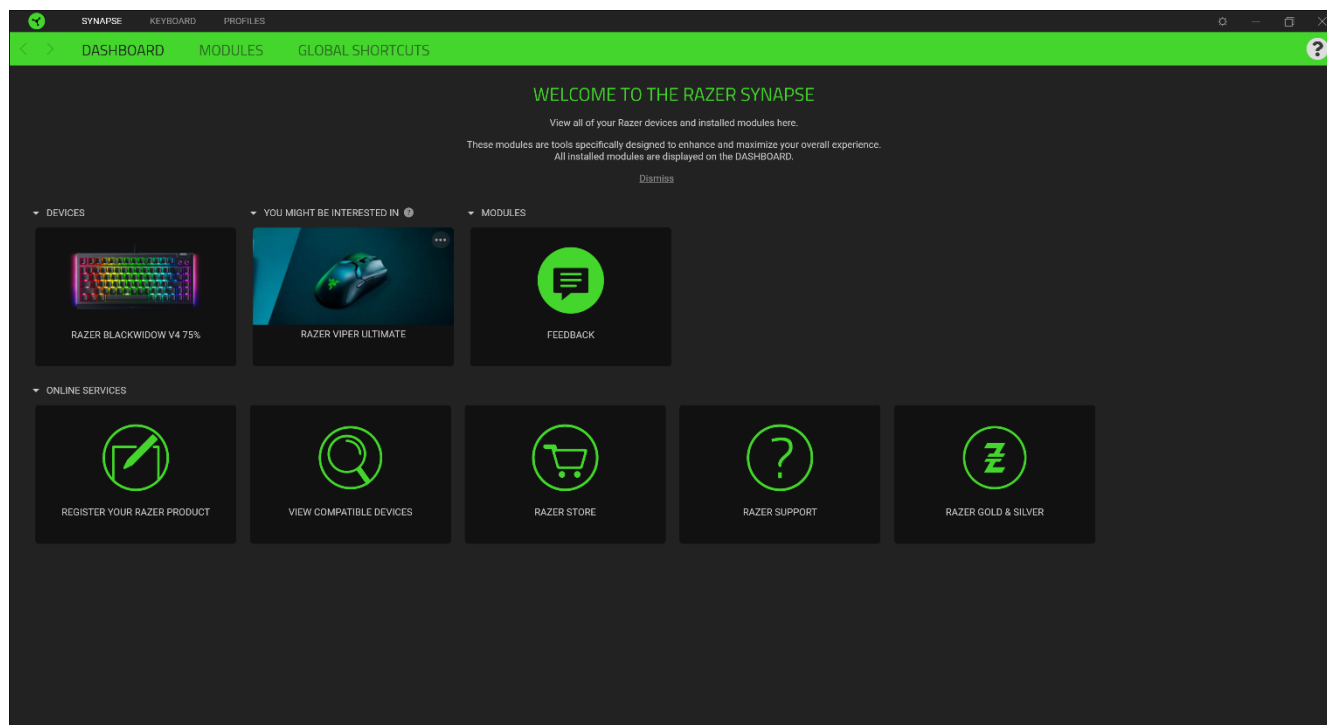 SYNAPSE KEYBOARD PROFILES
DASHBOARD MODULES GLOBAL SHORTCUTS
WELCOME TO THE RAZER SYNAPSE
View all of your Razer devices and installed modules here.
These modules are tools specifically designed to enhance and maximize your overall experience.
All installed modules are displayed on the DASHBOARD.
Dismiss
DEVICES
YOU MIGHT BE INTERESTED IN ?
MODULES
RAZER BLACKWIDOW V4 75%
RAZER VIPER ULTIMATE
FEEDBACK
ONLINE SERVICES
REGISTER YOUR RAZER PRODUCT
VIEW COMPATIBLE DEVICES
RAZER STORE
RAZER SUPPORT
RAZER GOLD & SILVER